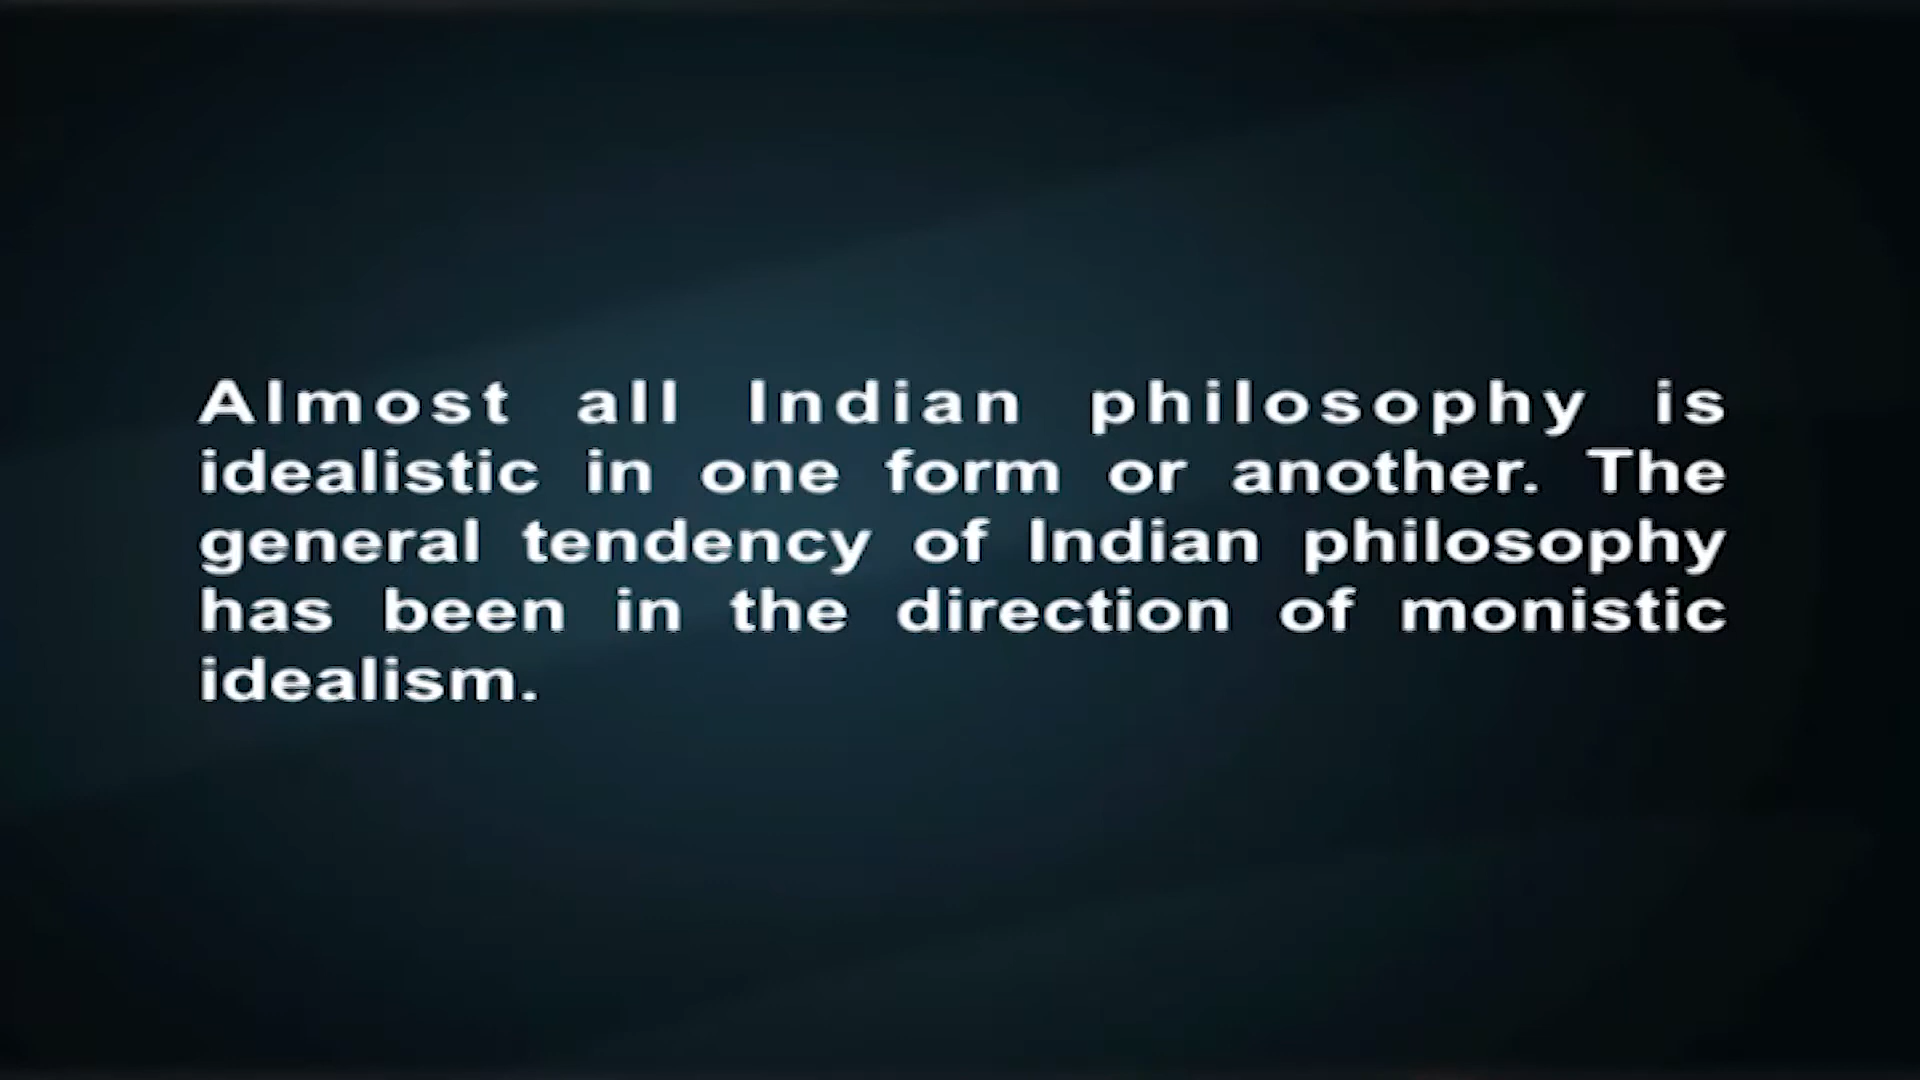 Almost all Indian philosophy is
idealistic in one form or another. The
general tendency of Indian philosophy
has been in the direction of monistic
idealism.